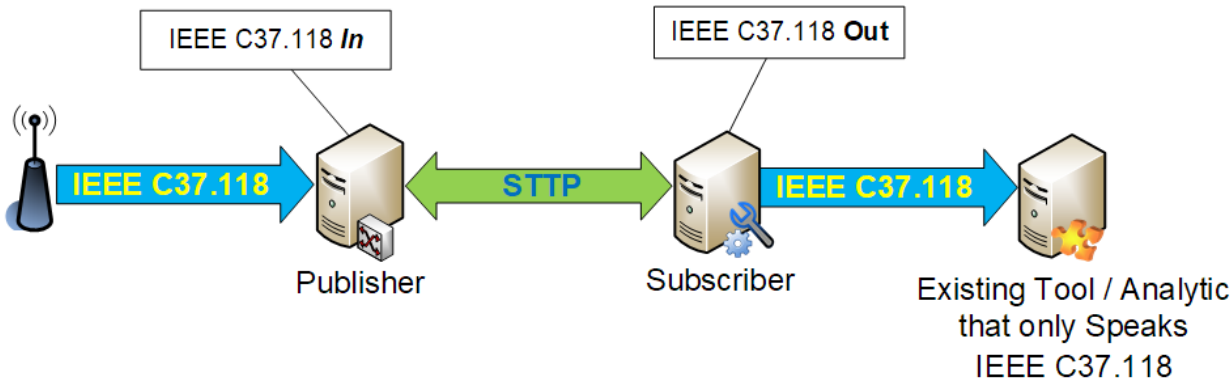 IEEE C37.118 In
IEEE C37.118 Out
IEEE C37.118
STTP
IEEE C37.118
Publisher
Subscriber
Existing Tool / Analytic
that only Speaks
IEEE C37.118